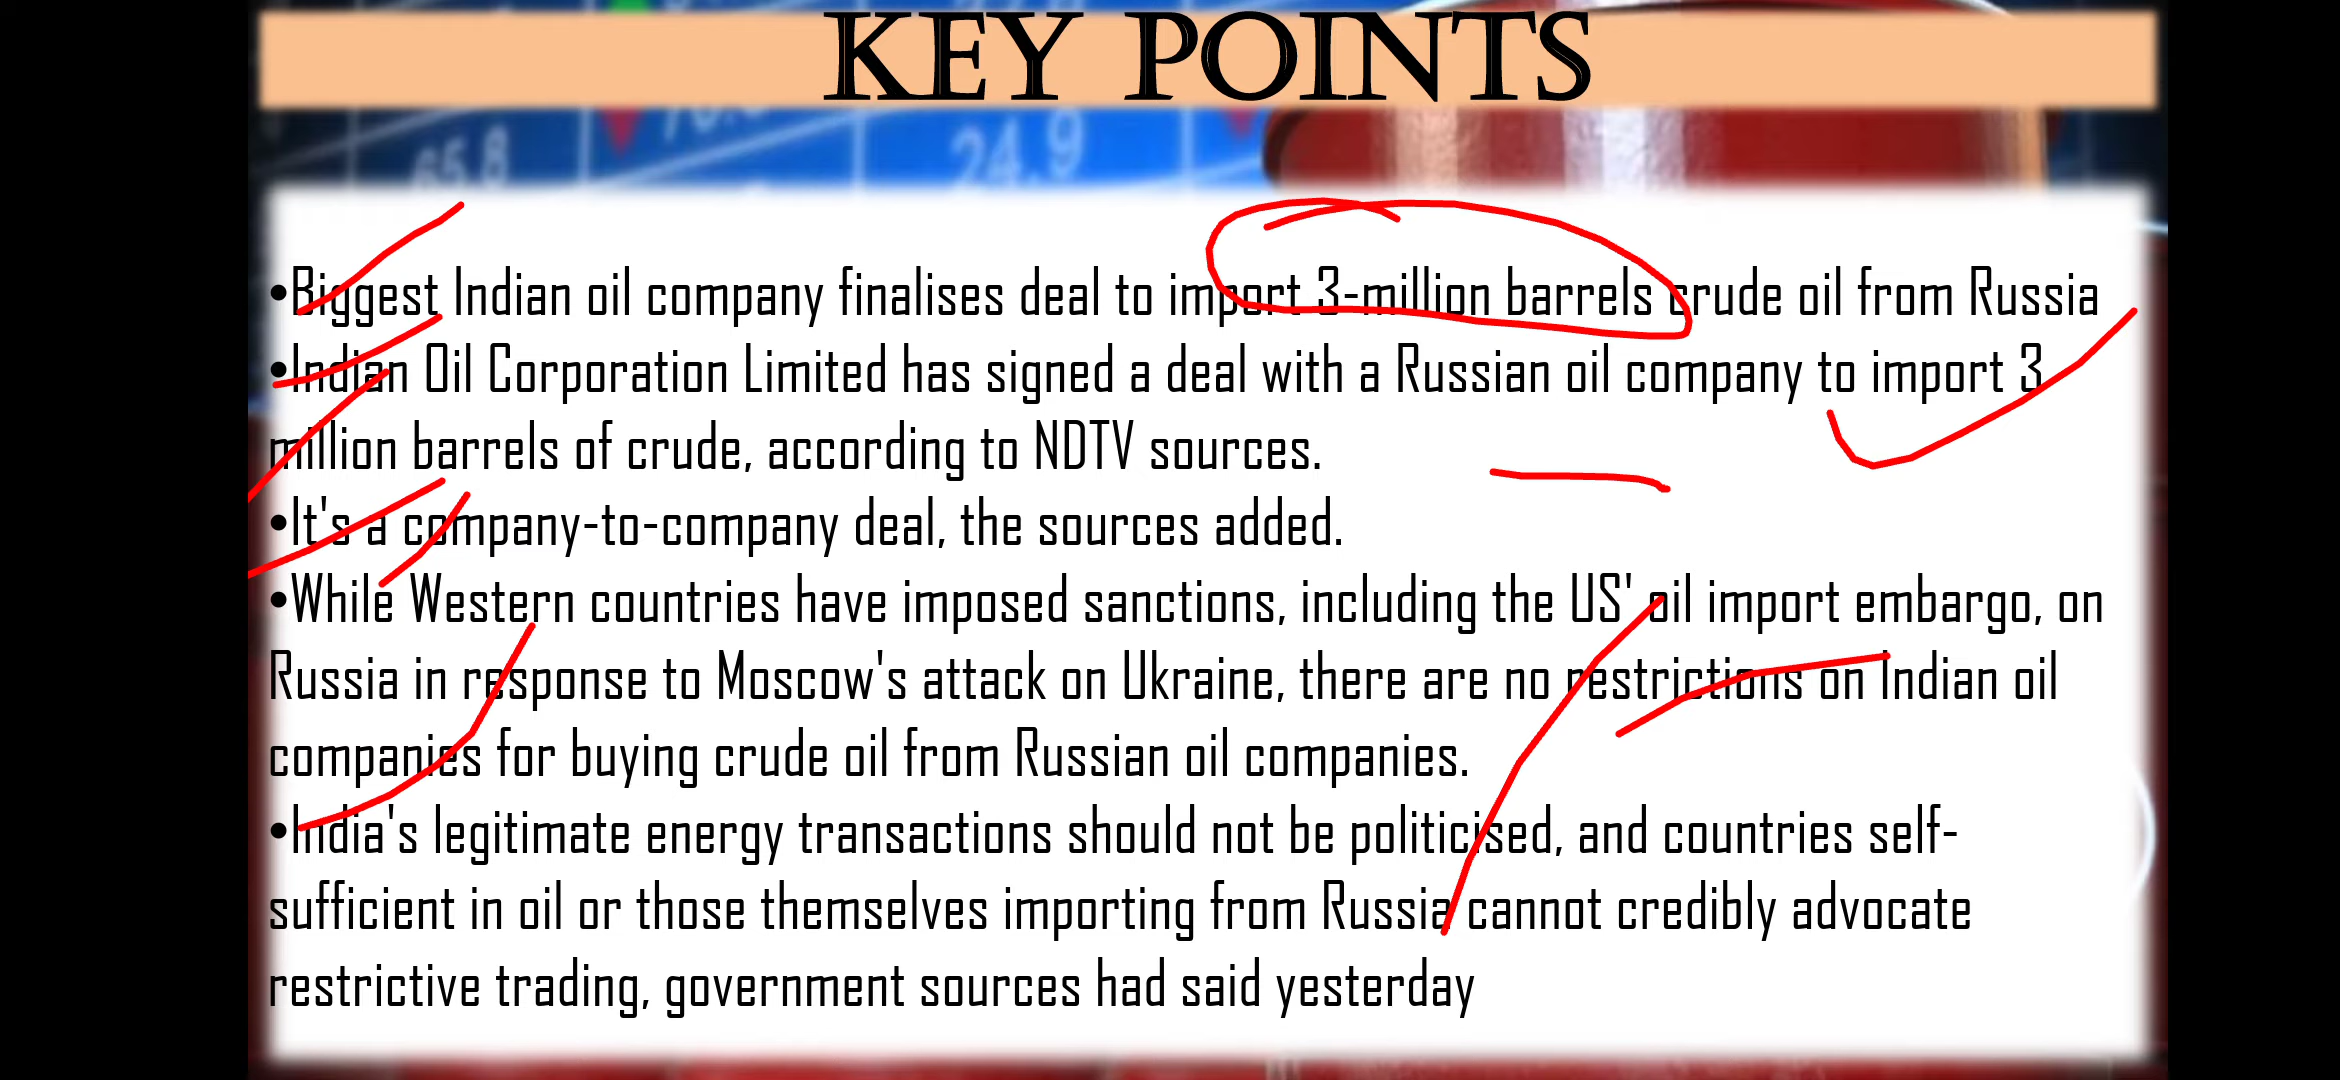 KEY POINTS
65.8
24.9
•Biggest Indian oil company finalises deal to import 3-million barrels crude oil from Russia
•Indian Oil Corporation Limited has signed a deal with a Russian oil company to import 3
million barrels of crude, according to NDTV sources.
•It's a company-to-company deal, the sources added.
•While Western countries have imposed sanctions, including the US' oil import embargo, on
Russia in response to Moscow's attack on Ukraine, there are no restrictions on Indian oil
companies for buying crude oil from Russian oil companies.
•India's legitimate energy transactions should not be politicised, and countries self-
sufficient in oil or those themselves importing from Russia cannot credibly advocate
restrictive trading, government sources had said yesterday